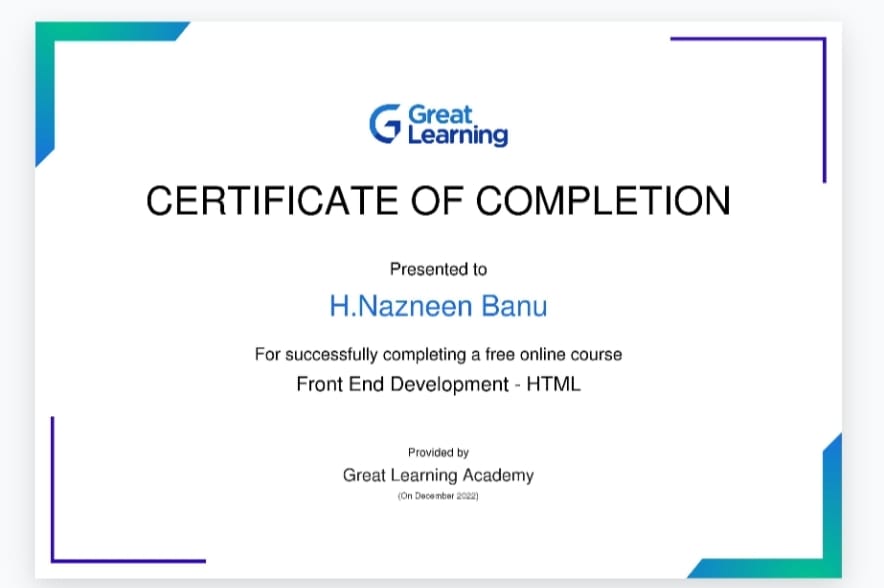 Great
Learning
CERTIFICATE OF COMPLETION
Presented to
H.Nazneen Banu
For successfully completing a free online course
Front End Development - HTML
Provided by
Great Learning Academy
(On December 2022)